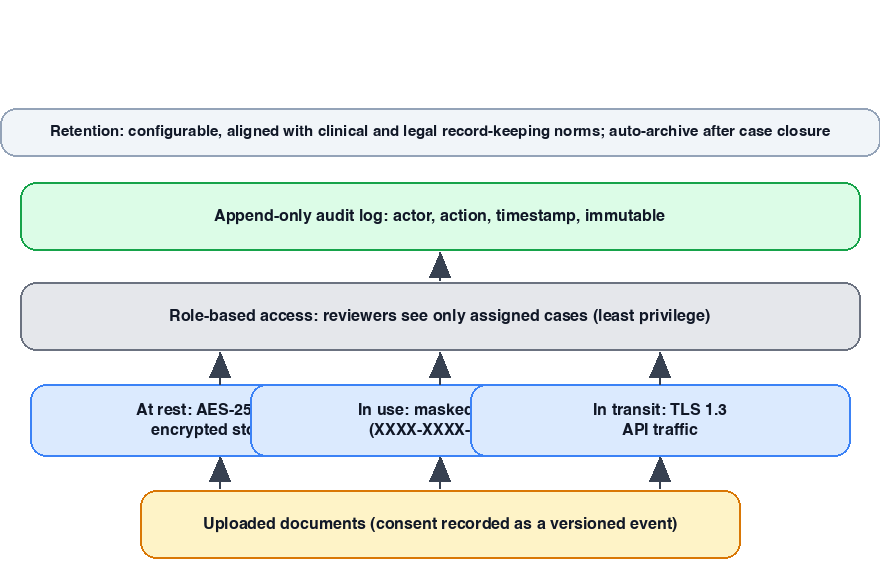 Retention: configurable, aligned with clinical and legal record-keeping norms; auto-archive after case closure
Append-only audit log: actor, action, timestamp, immutable
Role-based access: reviewers see only assigned cases (least privilege)
At rest: AES-25
encrypted sto
In use: masked
(XXXX-XXXX-
In transit: TLS 1.3
API traffic
Uploaded documents (consent recorded as a versioned event)